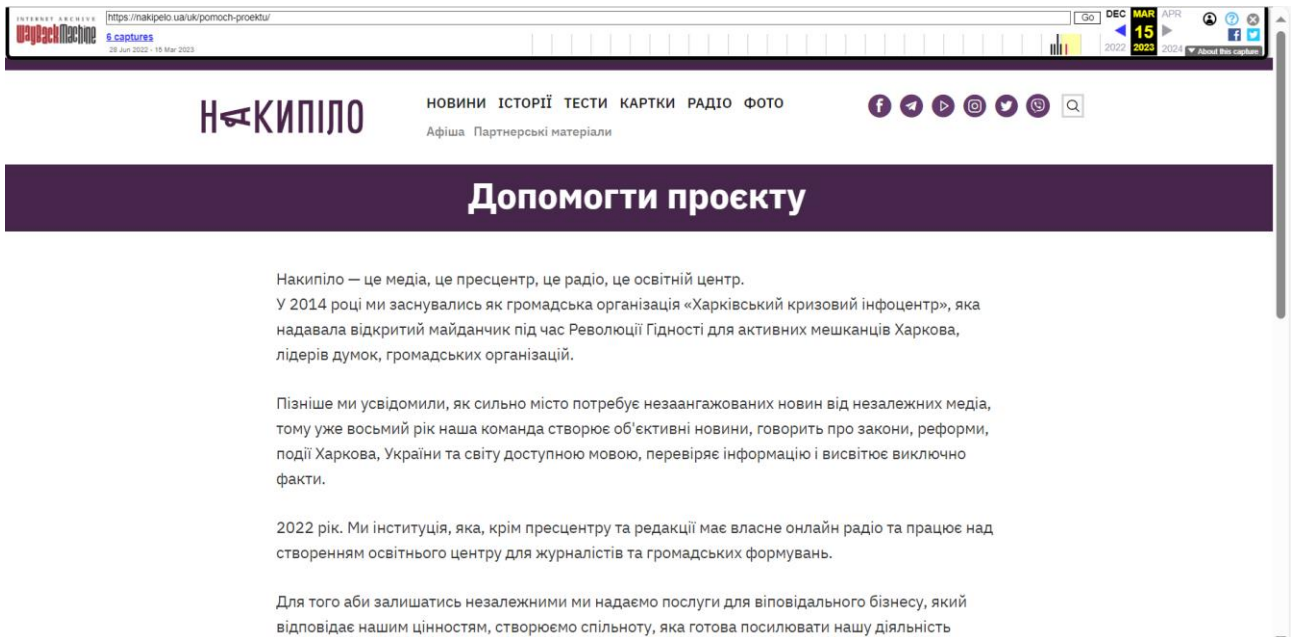 INTERNET ARCHIVE
WayBackMachine
https://nakipelo.ua/uk/pomoch-proektu/
Go
DEC MAR APR
15
2022 2023 2024
6 captures
28 Jun 2022 - 15 Mar 2023
About this capture
НАКИПІЛО
НОВИНИ ІСТОРІЇ ТЕСТИ КАРТКИ РАДІО ФОТО
Афіша Партнерські матеріали
Допомогти проєкту
Накипіло — це медіа, це пресцентр, це радіо, це освітній центр.
У 2014 році ми заснувались як громадська організація «Харківський кризовий інфоцентр», яка
надавала відкритий майданчик під час Революції Гідності для активних мешканців Харкова,
лідерів думок, громадських організацій.
Пізніше ми усвідомили, як сильно місто потребує незаангажованих новин від незалежних медіа,
тому уже восьмий рік наша команда створює об'єктивні новини, говорить про закони, реформи,
події Харкова, України та світу доступною мовою, перевіряє інформацію і висвітює виключно
факти.
2022 рік. Ми інституція, яка, крім пресцентру та редакції має власне онлайн радіо та працює над
створенням освітнього центру для журналістів та громадських формувань.
Для того аби залишатись незалежними ми надаємо послуги для віповідального бізнесу, який
відповідає нашим цінностям, створюємо спільноту, яка готова посилювати нашу діяльність